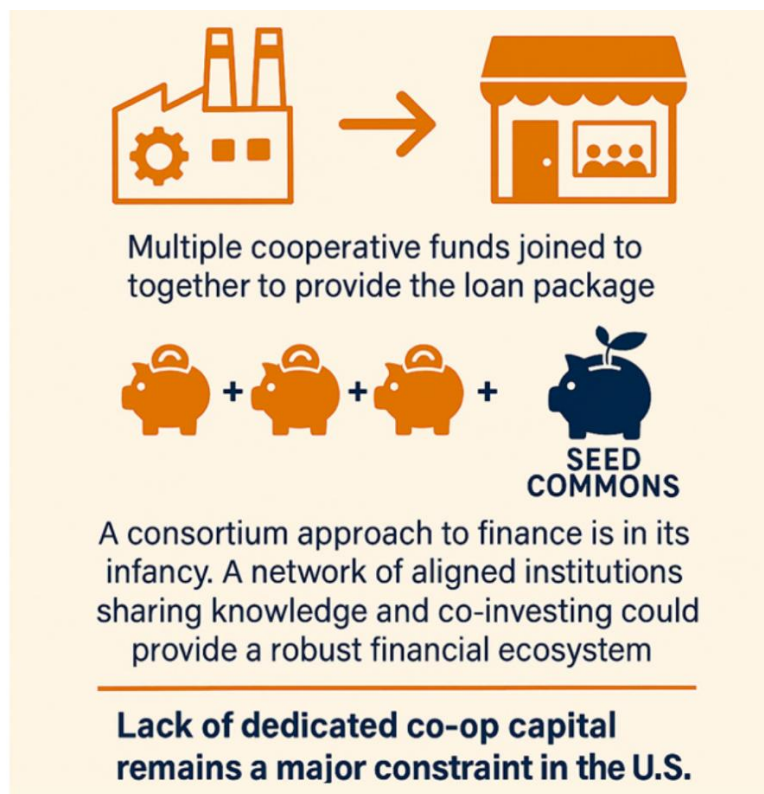 Multiple cooperative funds joined to
together to provide the loan package
+ + +
SEED
COMMONS
A consortium approach to finance is in its
infancy. A network of aligned institutions
sharing knowledge and co-investing could
provide a robust financial ecosystem
Lack of dedicated co-op capital
remains a major constraint in the U.S.